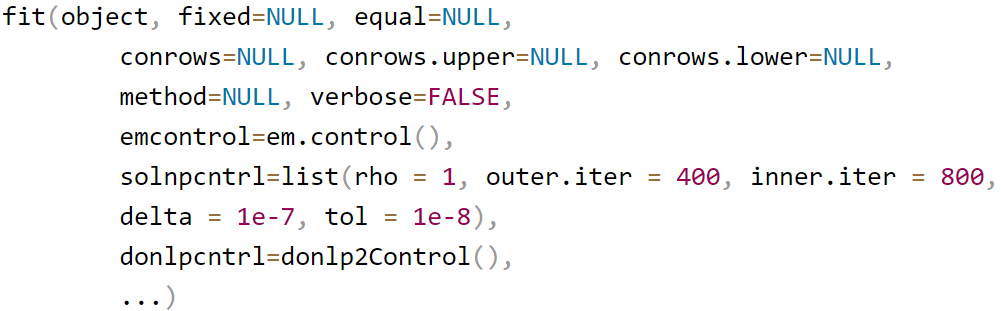 fit(object, fixed=NULL, equal=NULL,
conrows=NULL, conrows.upper=NULL, conrows.lower=NULL,
method=NULL, verbose=FALSE,
emcontrol=em.control(),
solnpcntrl=list(rho = 1, outer.iter = 400, inner.iter = 800,
delta = 1e-7, tol = 1e-8),
donlpcntrl=donlp2Control(),
...)